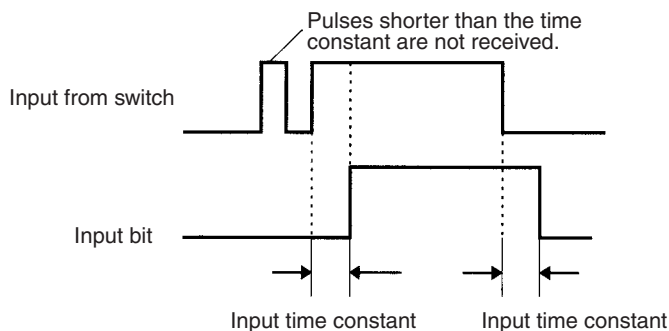 Pulses shorter than the time
constant are not received.
Input from switch
Input bit
Input time constant
Input time constant